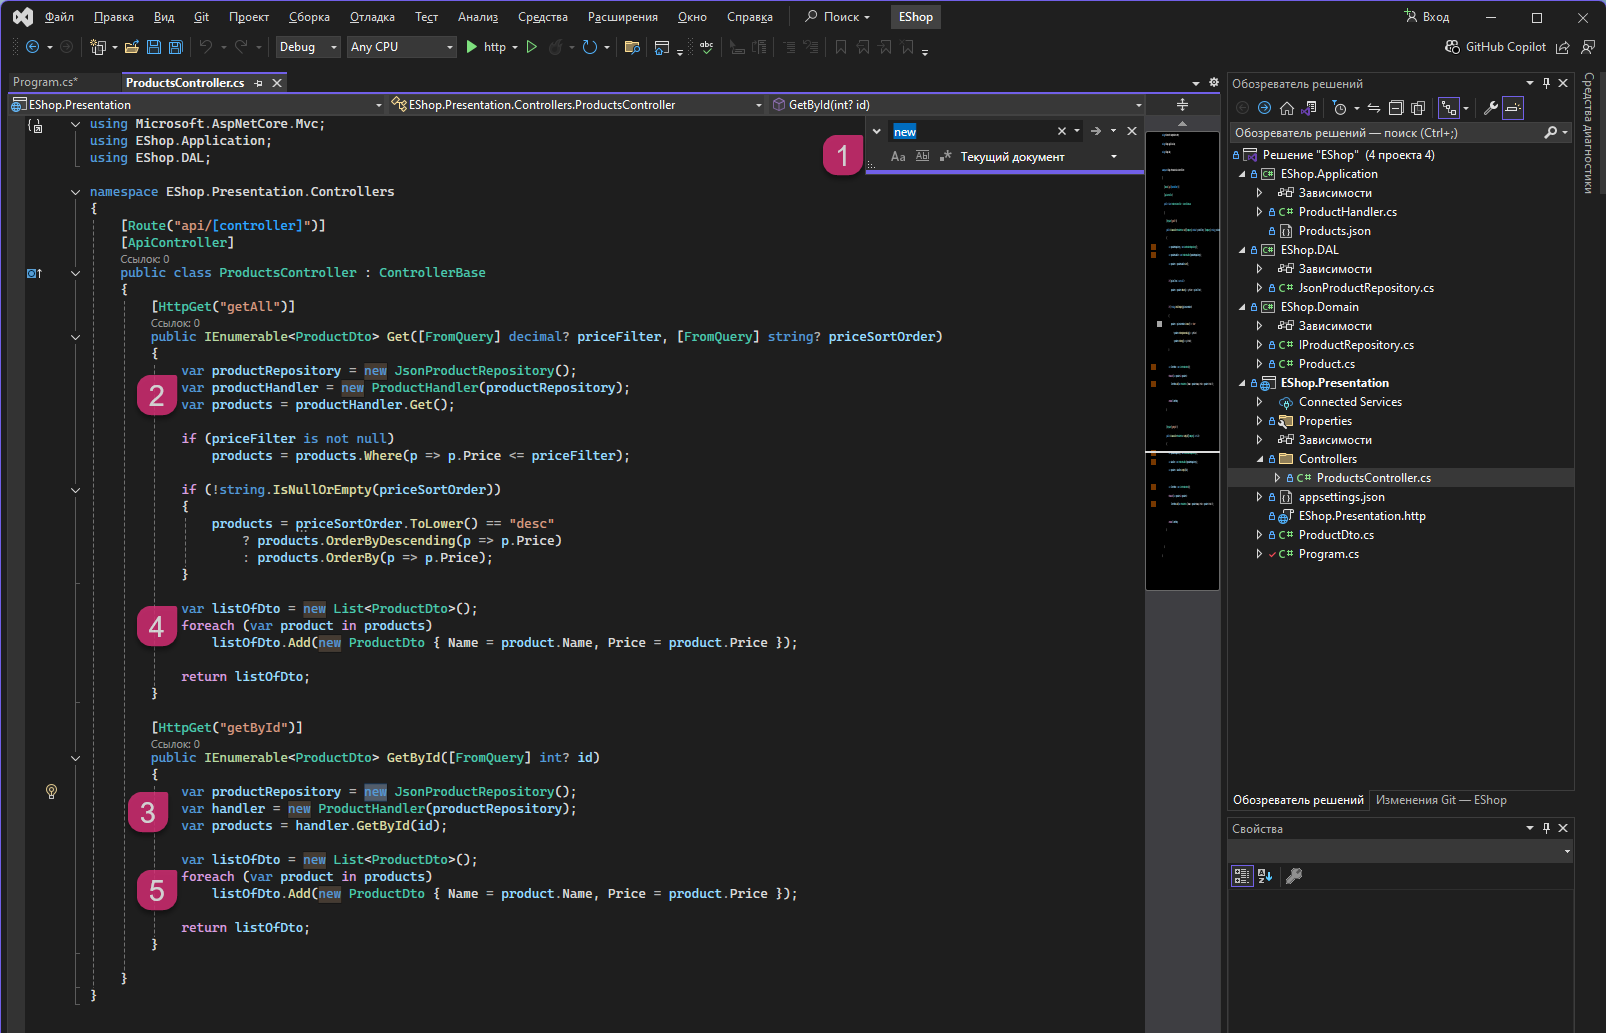 Файл Правка Вид Git Проект Сборка Отладка Тест Анализ Средства Расширения Окно Справка Поиск EShop Вход
Debug Any CPU http GitHub Copilot
Program.cs* ProductsController.cs
EShop.Presentation EShop.Presentation.Controllers.ProductsController GetById(int? id)
using Microsoft.AspNetCore.Mvc;
using EShop.Application;
using EShop.DAL;
namespace EShop.Presentation.Controllers
{
[Route("api/[controller]")]
[ApiController]
Ссылок: 0
public class ProductsController : ControllerBase
{
[HttpGet("getAll")]
Ссылок: 0
public IEnumerable<ProductDto> Get([FromQuery] decimal? priceFilter, [FromQuery] string? priceSortOrder)
{
var productRepository = new JsonProductRepository();
2
var productHandler = new ProductHandler(productRepository);
var products = productHandler.Get();
if (priceFilter is not null)
products = products.Where(p => p.Price <= priceFilter);
if (!string.IsNullOrEmpty(priceSortOrder))
{
products = priceSortOrder.ToLower() == "desc"
? products.OrderByDescending(p => p.Price)
: products.OrderBy(p => p.Price);
}
var listOfDto = new List<ProductDto>();
4
foreach (var product in products)
listOfDto.Add(new ProductDto { Name = product.Name, Price = product.Price });
return listOfDto;
}
[HttpGet("getById")]
Ссылок: 0
public IEnumerable<ProductDto> GetById([FromQuery] int? id)
{
var productRepository = new JsonProductRepository();
3
var handler = new ProductHandler(productRepository);
var products = handler.GetById(id);
var listOfDto = new List<ProductDto>();
5
foreach (var product in products)
listOfDto.Add(new ProductDto { Name = product.Name, Price = product.Price });
return listOfDto;
}
}
}
1
new
Aa Ab .* Текущий документ
Обозреватель решений
Обозреватель решений — поиск (Ctrl+;)
Решение "EShop" (4 проекта 4)
EShop.Application
Зависимости
C# ProductHandler.cs
Products.json
EShop.DAL
Зависимости
C# JsonProductRepository.cs
EShop.Domain
Зависимости
C# IProductRepository.cs
C# Product.cs
EShop.Presentation
Connected Services
Properties
Зависимости
Controllers
C# ProductsController.cs
appsettings.json
EShop.Presentation.http
C# ProductDto.cs
C# Program.cs
Обозреватель решений Изменения Git — EShop
Свойства
Средства диагностики